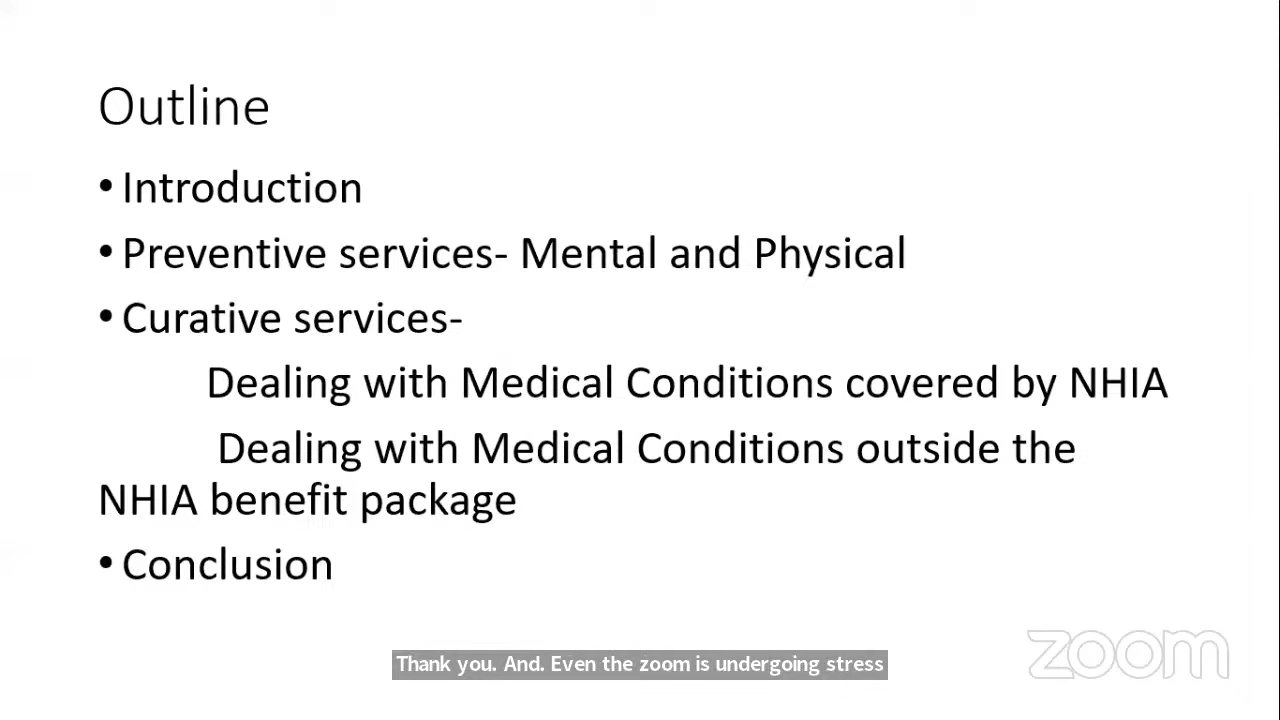 Outline
• Introduction
• Preventive services- Mental and Physical
• Curative services-
Dealing with Medical Conditions covered by NHIA
Dealing with Medical Conditions outside the
NHIA benefit package
• Conclusion
zoom
Thank you. And. Even the zoom is undergoing stress